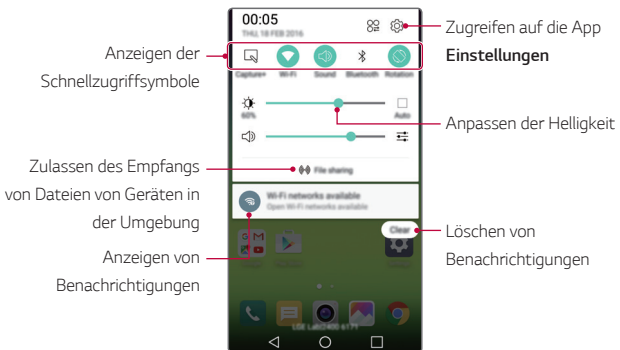 00:05
THU, 18 FEB 2016
Zugreifen auf die App
Einstellungen
Anzeigen der
Schnellzugriffsymbole
Capture+ Wi-Fi Sound Bluetooth Rotation
60%
Auto
Anpassen der Helligkeit
Zulassen des Empfangs
von Dateien von Geräten in
der Umgebung
File sharing
Wi-Fi networks available
Open Wi-Fi networks available
Clear
Löschen von
Benachrichtigungen
Anzeigen von
Benachrichtigungen